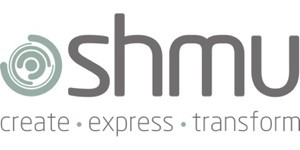 shmu
create • express • transform